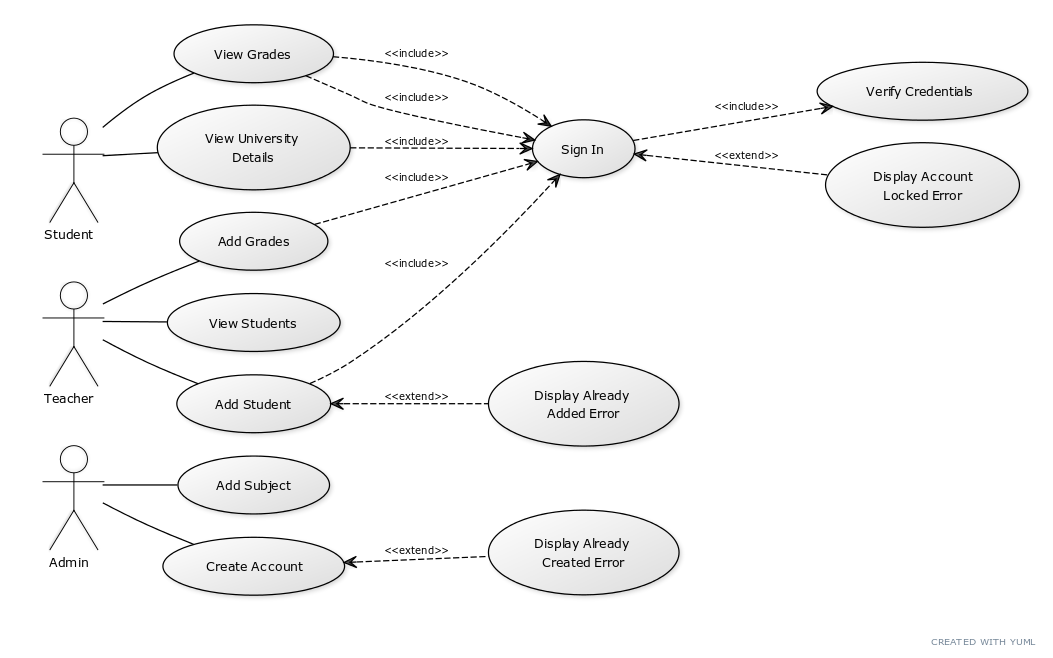 View Grades
<<include>>
<<include>>
Verify Credentials
<<include>>
View University
Details
<<include>>
Sign In
<<extend>>
Display Account
Locked Error
<<include>>
Student
Add Grades
<<include>>
View Students
Teacher
Add Student
<<extend>>
Display Already
Added Error
Add Subject
Display Already
Created Error
<<extend>>
Admin
Create Account
CREATED WITH YUML